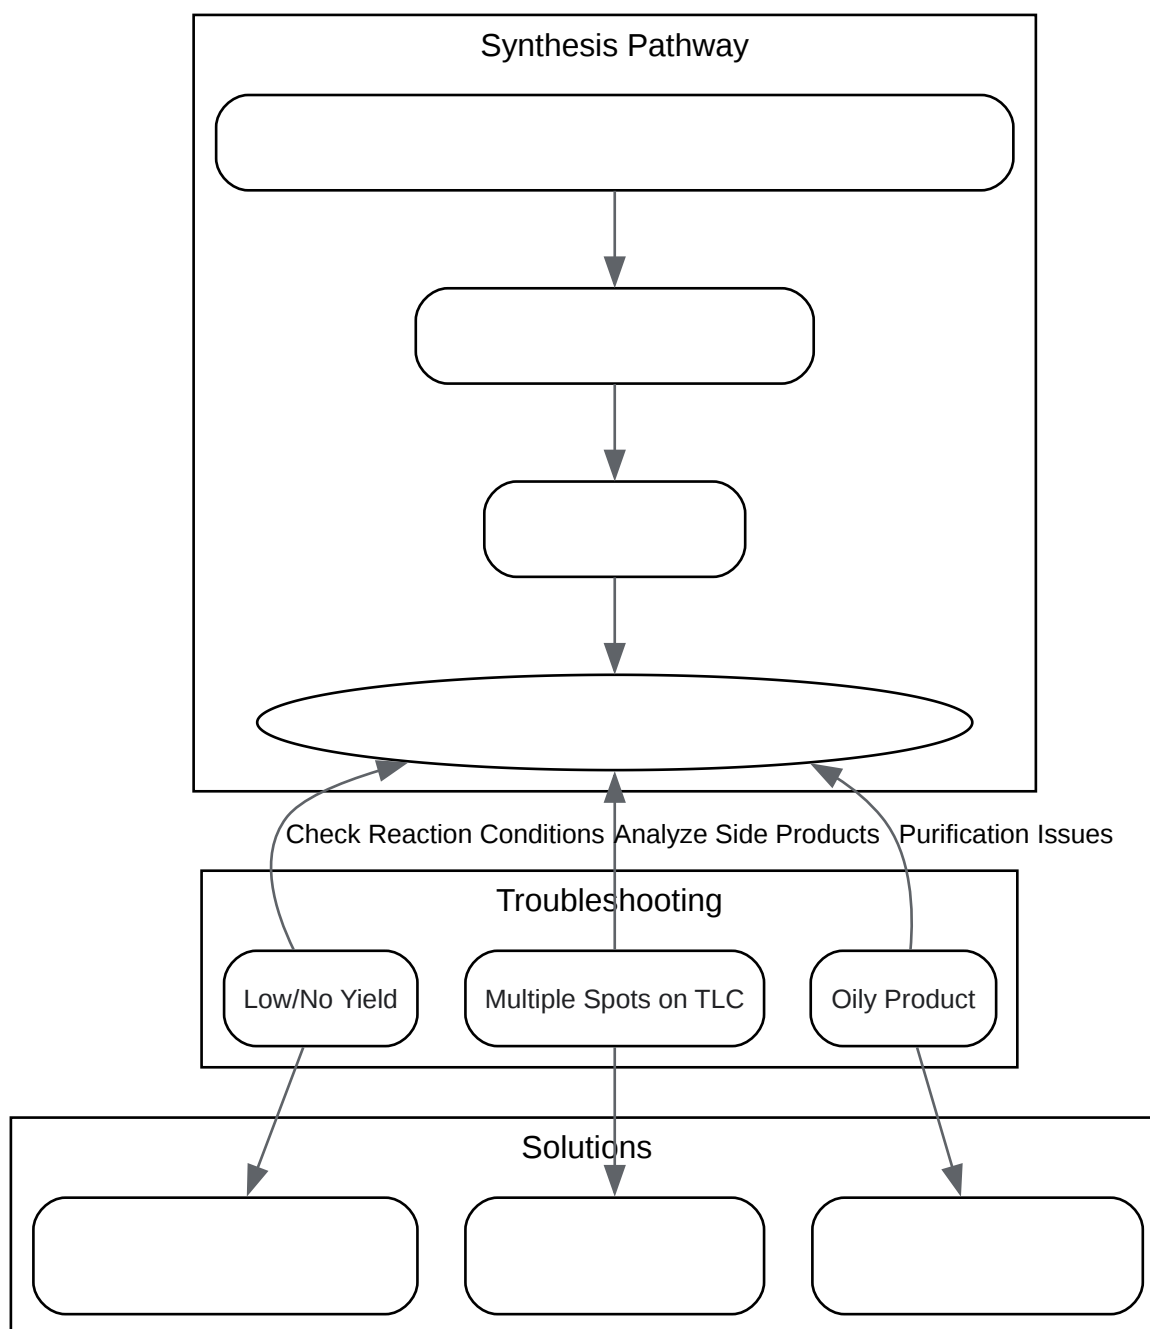 Synthesis Pathway
Check Reaction Conditions
Analyze Side Products
Purification Issues
Troubleshooting
Low/No Yield
Multiple Spots on TLC
Oily Product
Solutions